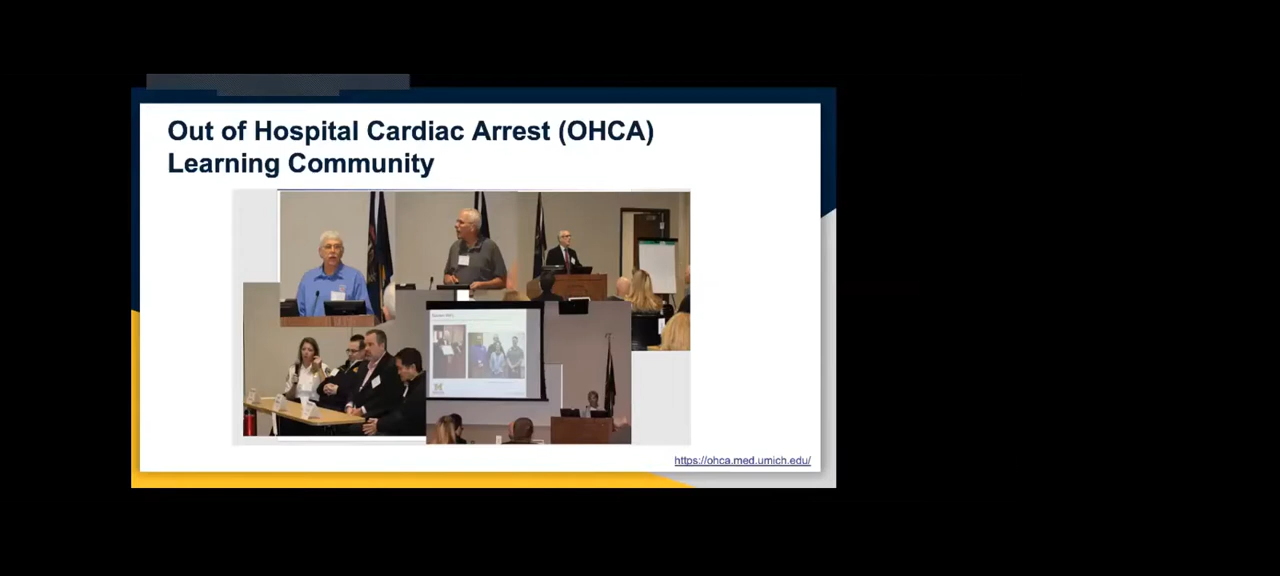 Out of Hospital Cardiac Arrest (OHCA)
Learning Community
https://ohca.med.umich.edu/